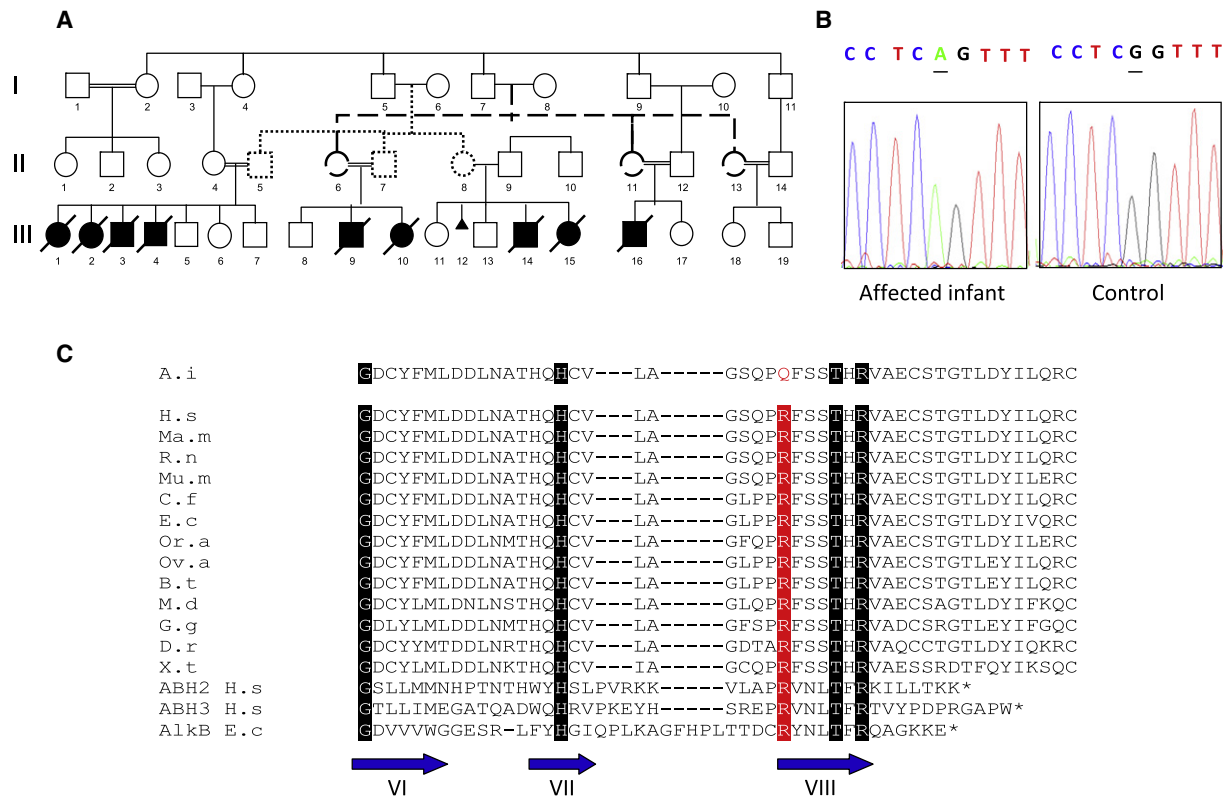 A
I
1 2 3 4 5 6 7 8 9 10 11
II
1 2 3 4 5 6 7 8 9 10 11 12 13 14
III
1 2 3 4 5 6 7 8 9 10 11 12 13 14 15 16 17 18 19
B
C C T C A G T T T
C C T C G G T T T
Affected infant
Control
C
A.i GDCYFMLDDLNATHQHCV---LA------GSQPQFSSTHRVAECSTGTLDYILQRC
H.s GDCYFMLDDLNATHQHCV---LA------GSQPRFSSTHRVAECSTGTLDYILQRC
Ma.m GDCYFMLDDLNATHQHCV---LA------GSQPRFSSTHRVAECSTGTLDYILQRC
R.n GDCYFMLDDLNATHQHCV---LA------GSQPRFSSTHRVAECSTGTLDYILQRC
Mu.m GDCYFMLDDLNATHQHCV---LA------GSQPRFSSTHRVAECSTGTLDYILERC
C.f GDCYFMLDDLNATHQHCV---LA------GLPPRFSSTHRVAECSTGTLDYILQRC
E.c GDCYFMLDDLNATHQHCV---LA------GLPPRFSSTHRVAECSTGTLDYIVQRC
Or.a GDCYFMLDDLNMTHQHCV---LA------GFQPRFSSTHRVAECSTGTLDYILERC
Ov.a GDCYFMLDDLNATHQHCV---LA------GLPPRFSSTHRVAECSTGTLEYILQRC
B.t GDCYFMLDDLNATHQHCV---LA------GLPPRFSSTHRVAECSTGTLEYILQRC
M.d GDCYLMLDNLNSTHQHCV---LA------GLQPRFSSTHRVAECSAGTLDYIFKQC
G.g GDLYLMLDDLNMTHQHCV---LA------GFSPRFSSTHRVADCSRGTLEYIFGQC
D.r GDCYYMTDDLNRTHQHCV---LA------GDTARFSSTHRVAQCCTGTLDYIQKRC
X.t GDCYLMLDDLNKTHQHCV---IA------GCQPRFSSTHRVAESSRDTFQYIKSQC
ABH2 H.s GSLLMMNHPTNTHWYHSLPVRKK-----VLAPRVNLTFRKILLTKK*
ABH3 H.s GTLLIMEGATQADWQHRVPKEYH-----SREPRVNLTFRTVYPDPRGAPW*
AlkB E.c GDVVVWGGESR-LFYHGIQPLKAGFHPLTTDCRYNLTFRQAGKKE*
VI VII VIII